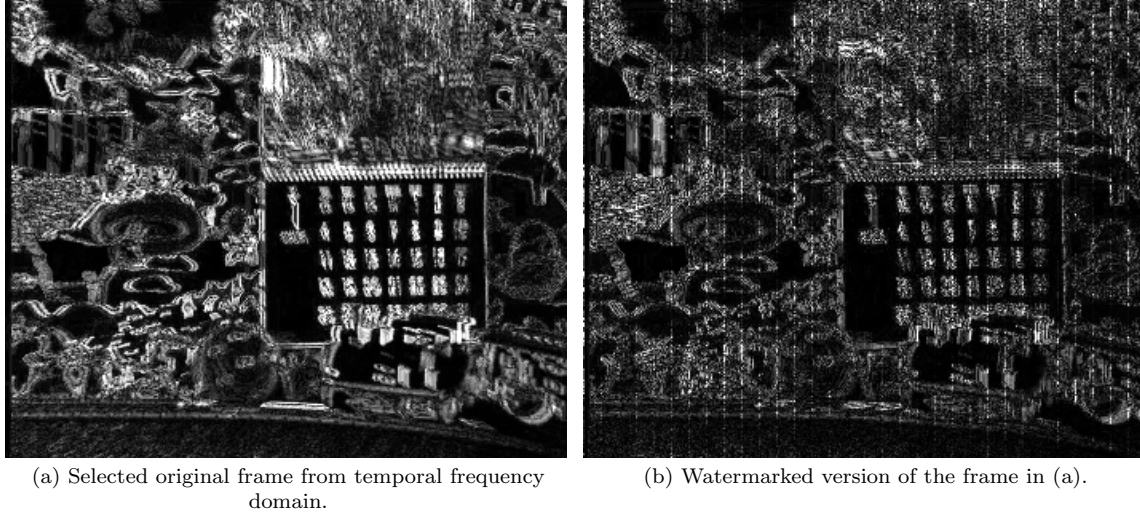 (a) Selected original frame from temporal frequency
domain.
(b) Watermarked version of the frame in (a).